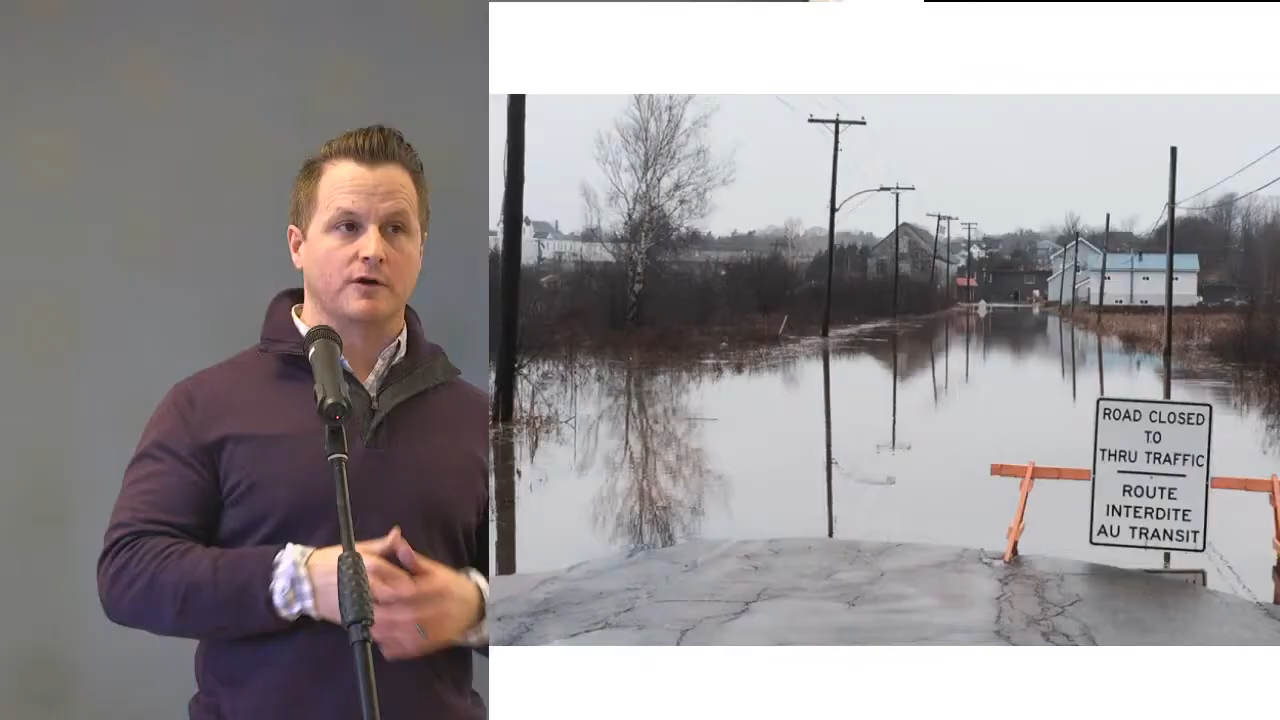 ROAD CLOSED
TO
THRU TRAFFIC
ROUTE
INTERDITE
AU TRANSIT